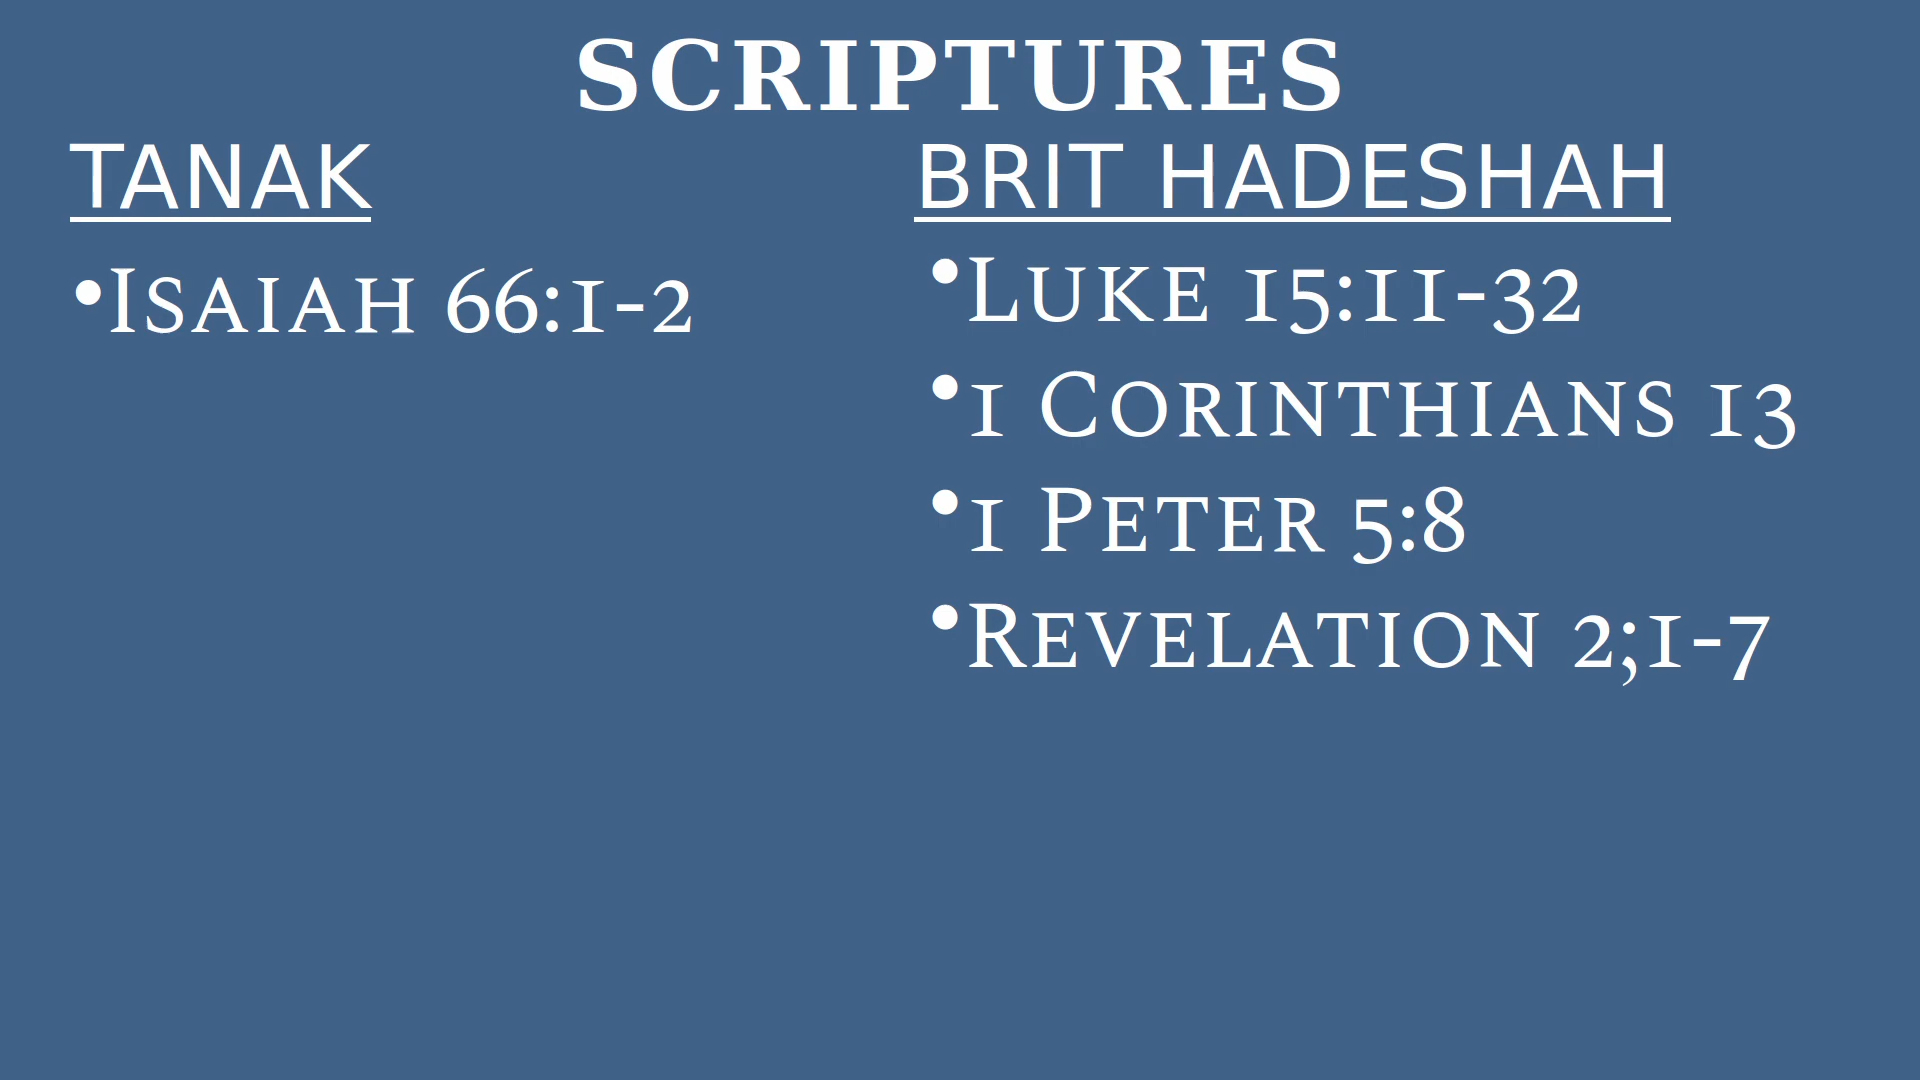 SCRIPTURES
TANAK
•Isaiah 66:1-2
BRIT HADESHAH
•Luke 15:11-32
•1 Corinthians 13
•1 Peter 5:8
•Revelation 2;1-7